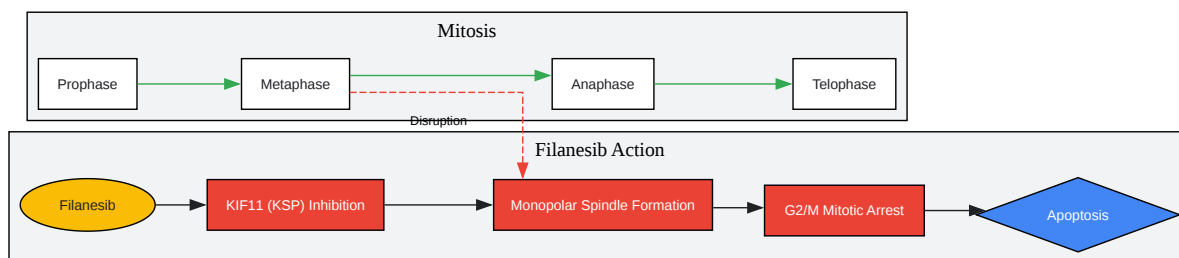 Mitosis
Prophase
Metaphase
Anaphase
Telophase
Disruption
Filanesib Action
Filanesib
KIF11 (KSP) Inhibition
Monopolar Spindle Formation
G2/M Mitotic Arrest
Apoptosis